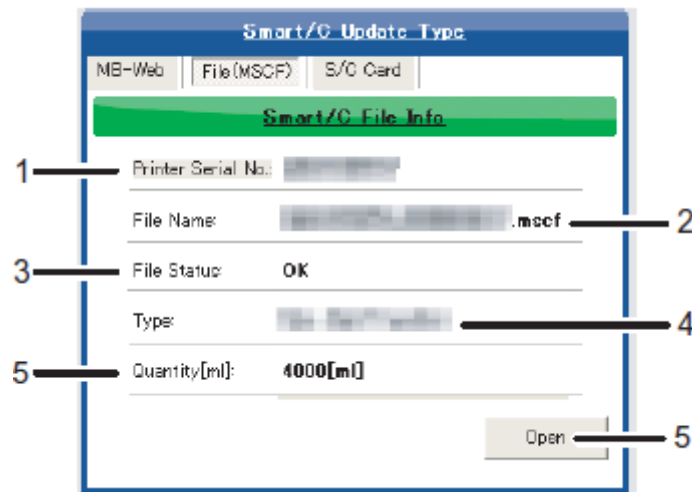 Smart/C Update Type
MB-Web File(MSCF) S/C Card
Smart/C File Info
1 Printer Serial No.:
File Name: .mscf 2
3 File Status: OK
Type: 4
5 Quantity[ml]: 4000[ml]
Open 5